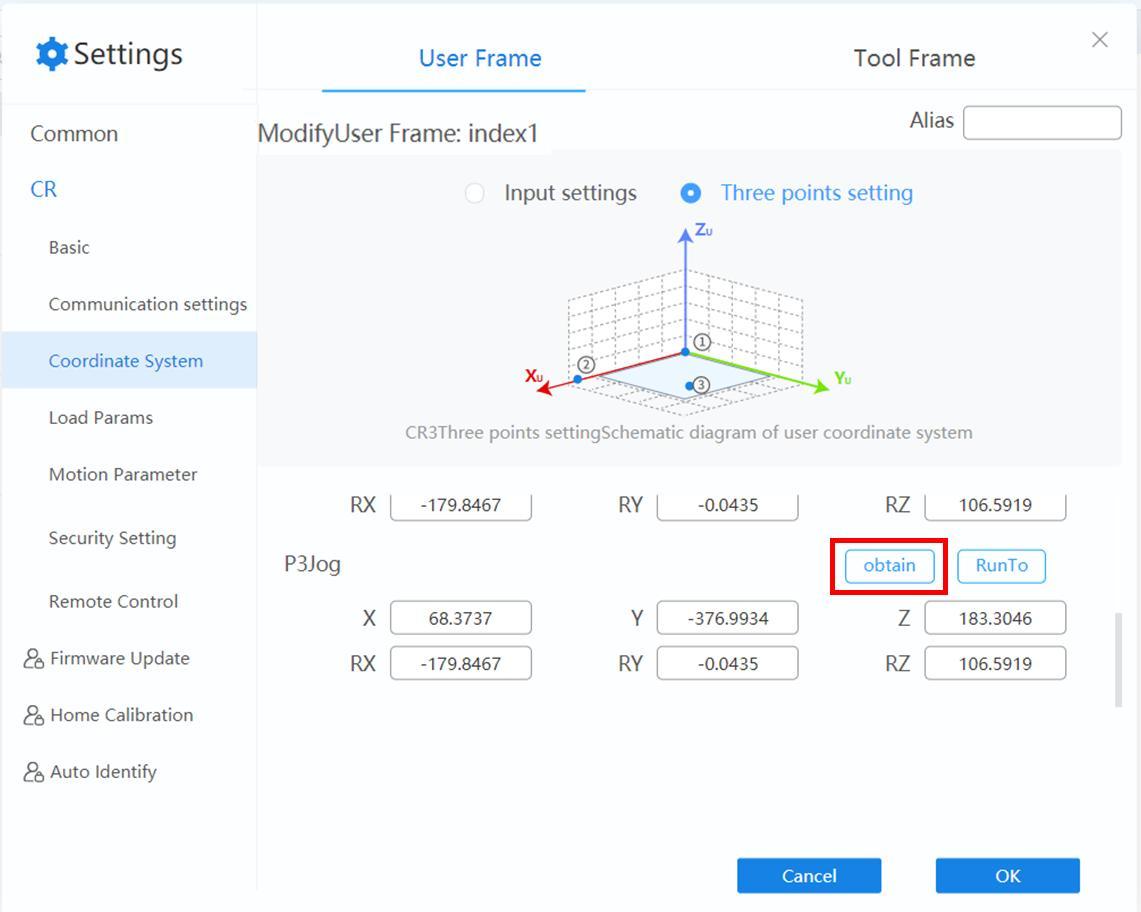 Settings
User Frame
Tool Frame
Common
CR
Basic
Communication settings
Coordinate System
Load Params
Motion Parameter
Security Setting
Remote Control
Firmware Update
Home Calibration
Auto Identify
ModifyUser Frame: index1
Alias
Input settings
Three points setting
ZU
①
②
XU
③
YU
CR3Three points settingSchematic diagram of user coordinate system
RX -179.8467 RY -0.0435 RZ 106.5919
P3Jog obtain RunTo
X 68.3737 Y -376.9934 Z 183.3046
RX -179.8467 RY -0.0435 RZ 106.5919
Cancel OK